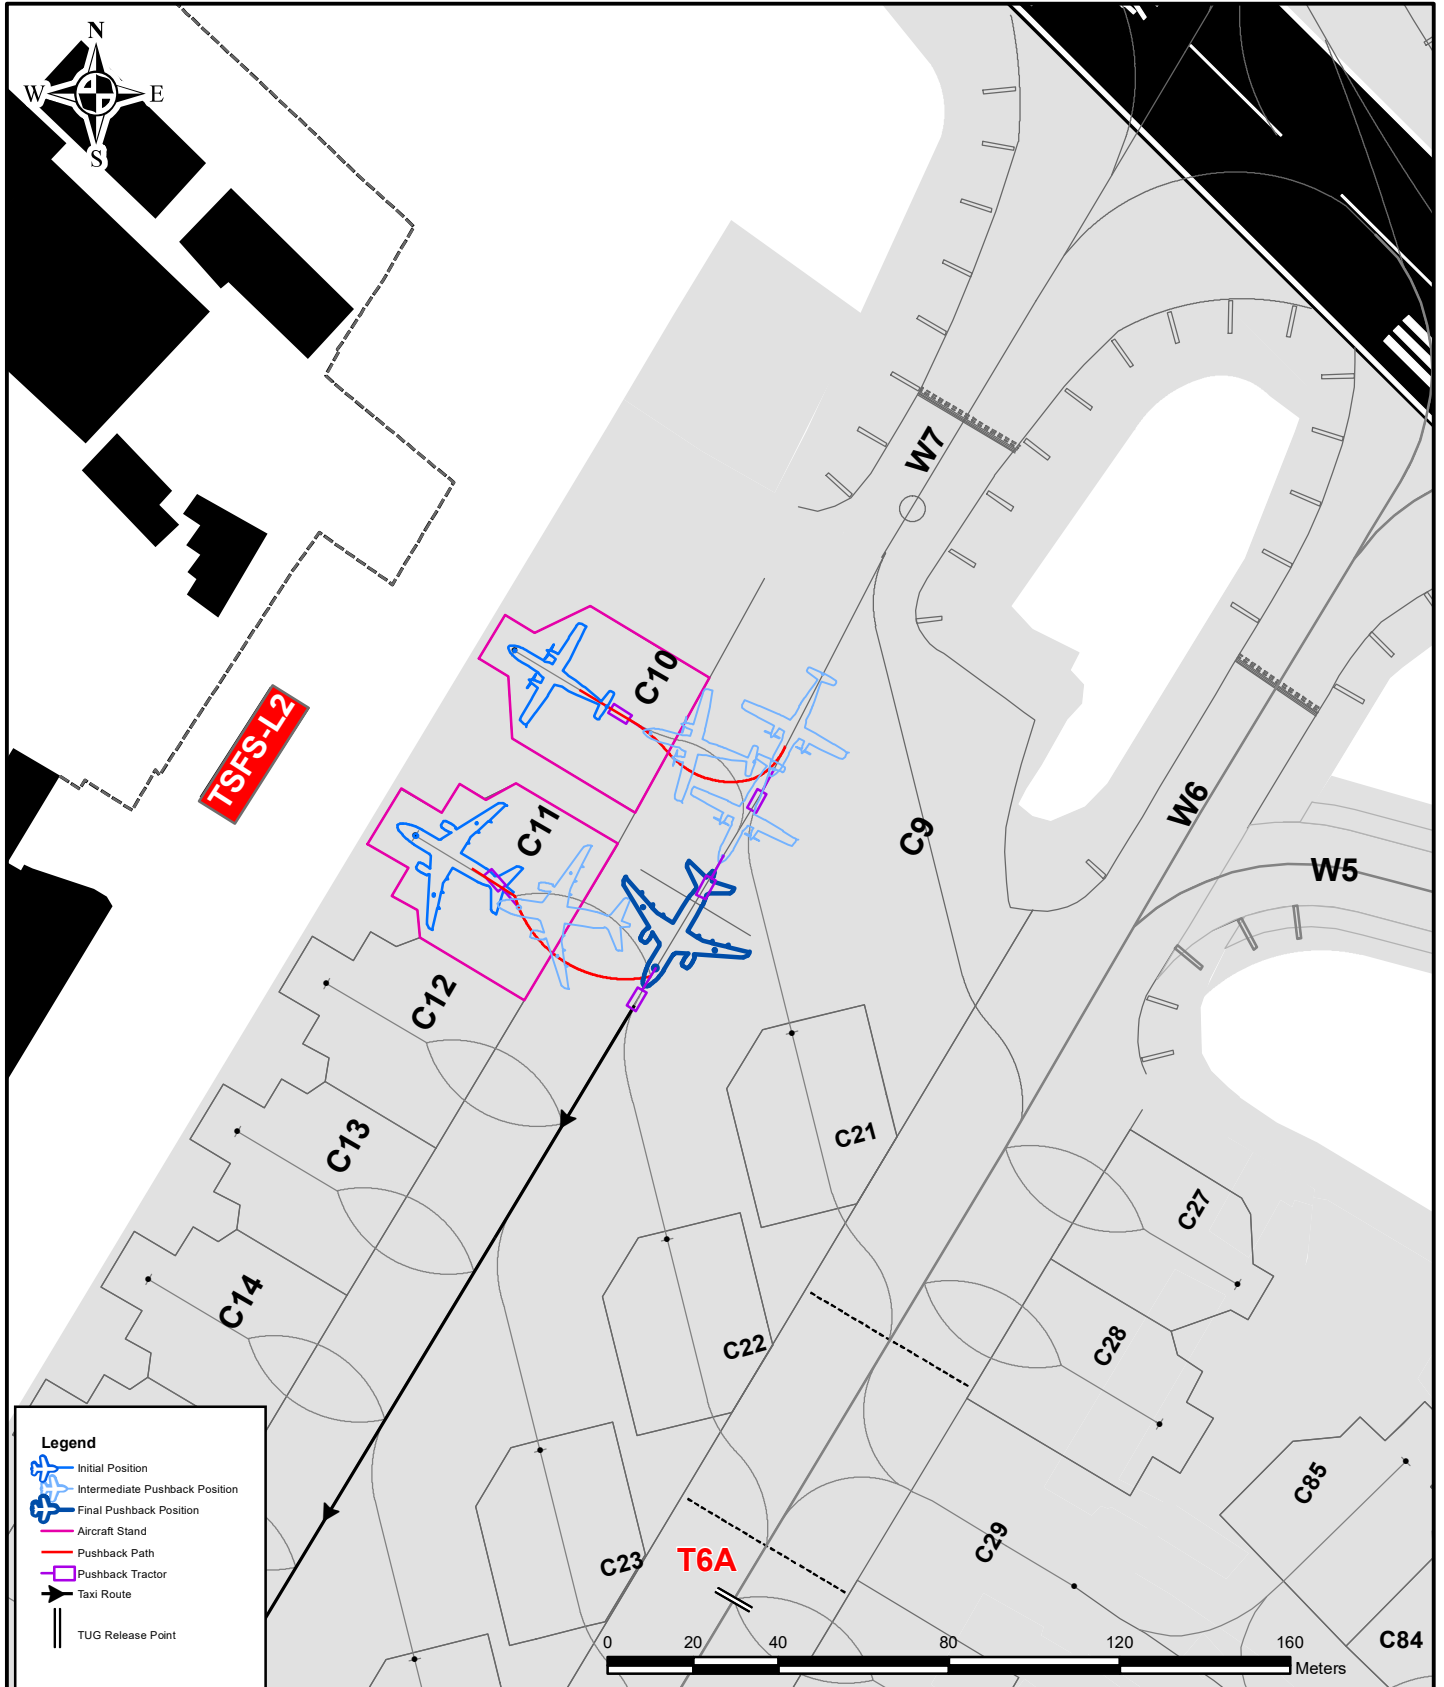 N
W E
S
W7
C10
TSFS-L2
C11
C9
W6
W5
C12
C21
C13
C27
C14
C22
C28
C85
C29
C23
T6A
C84
Legend
Initial Position
Intermediate Pushback Position
Final Pushback Position
Aircraft Stand
Pushback Path
Pushback Tractor
Taxi Route
TUG Release Point
0 20 40 80 120 160
Meters